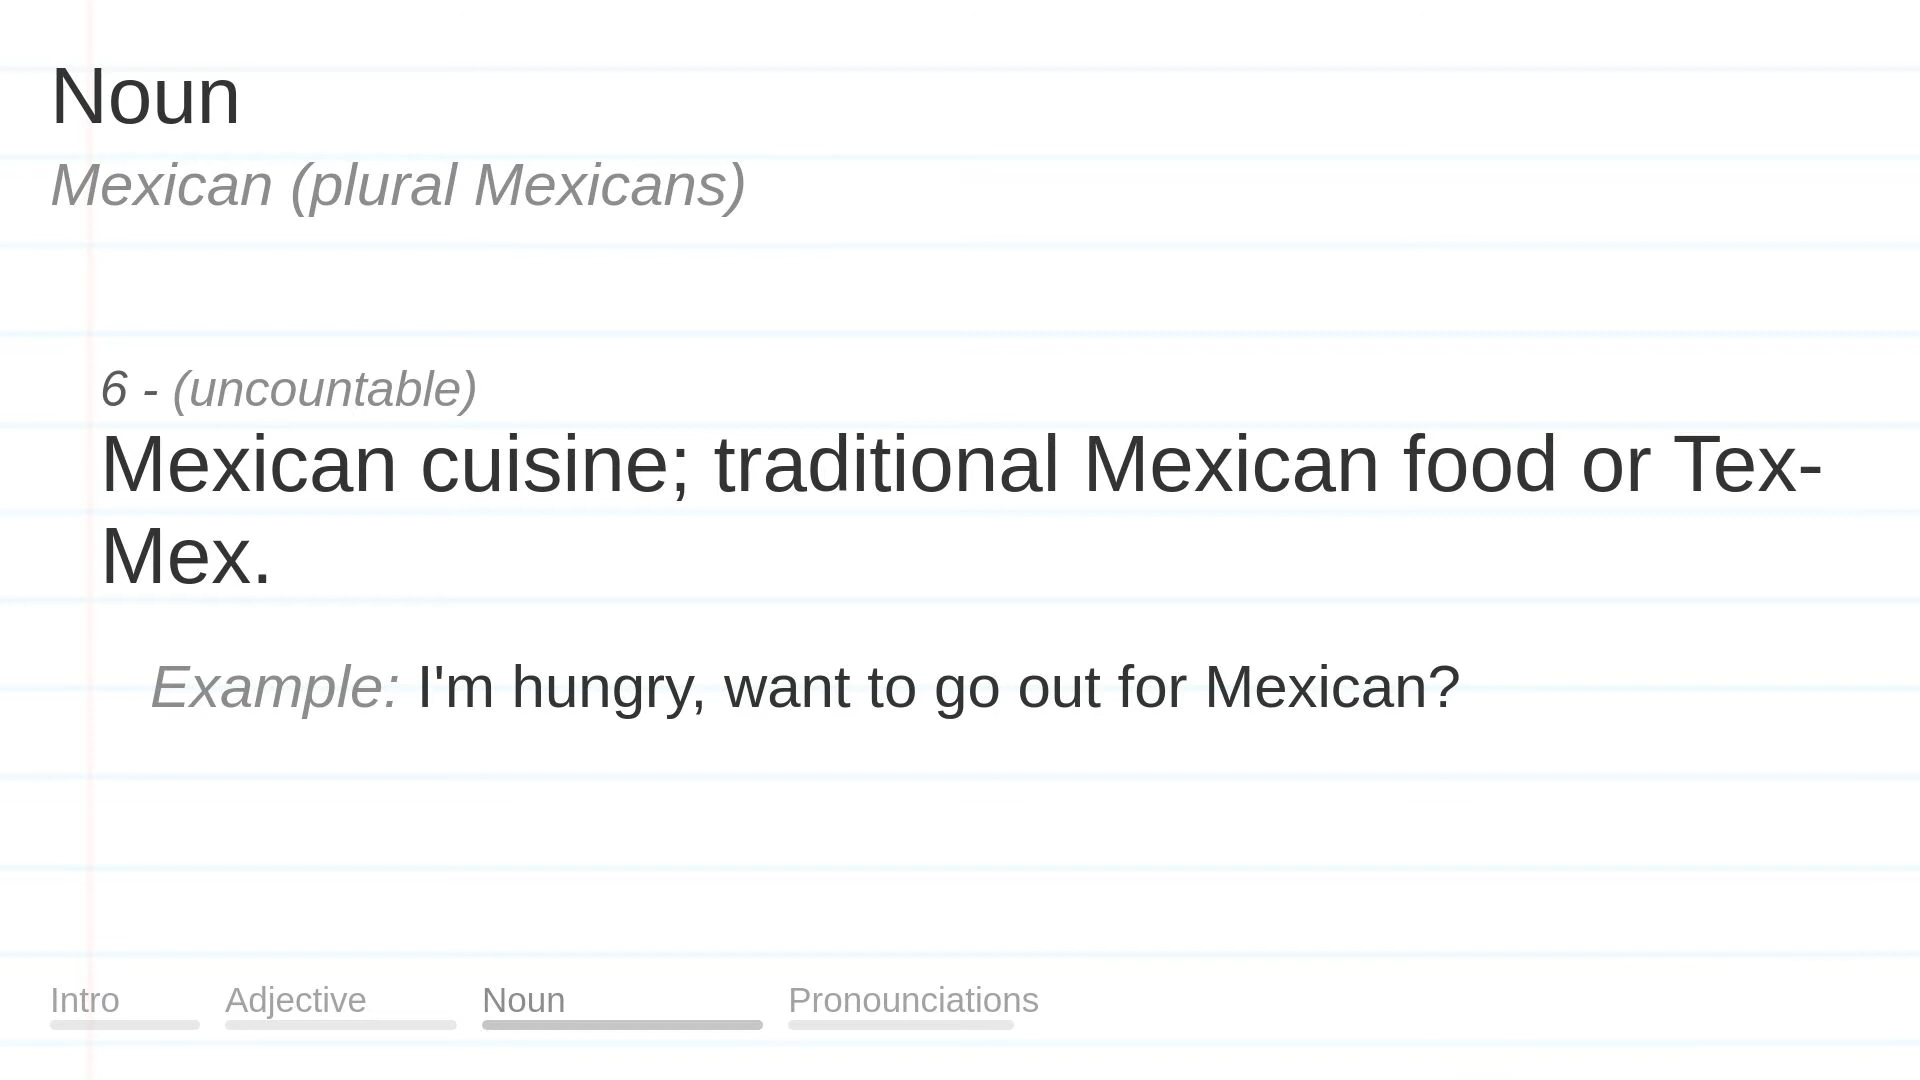 Noun
Mexican (plural Mexicans)
6 - (uncountable)
Mexican cuisine; traditional Mexican food or Tex-
Mex.
Example: I'm hungry, want to go out for Mexican?
Intro Adjective Noun Pronounciations